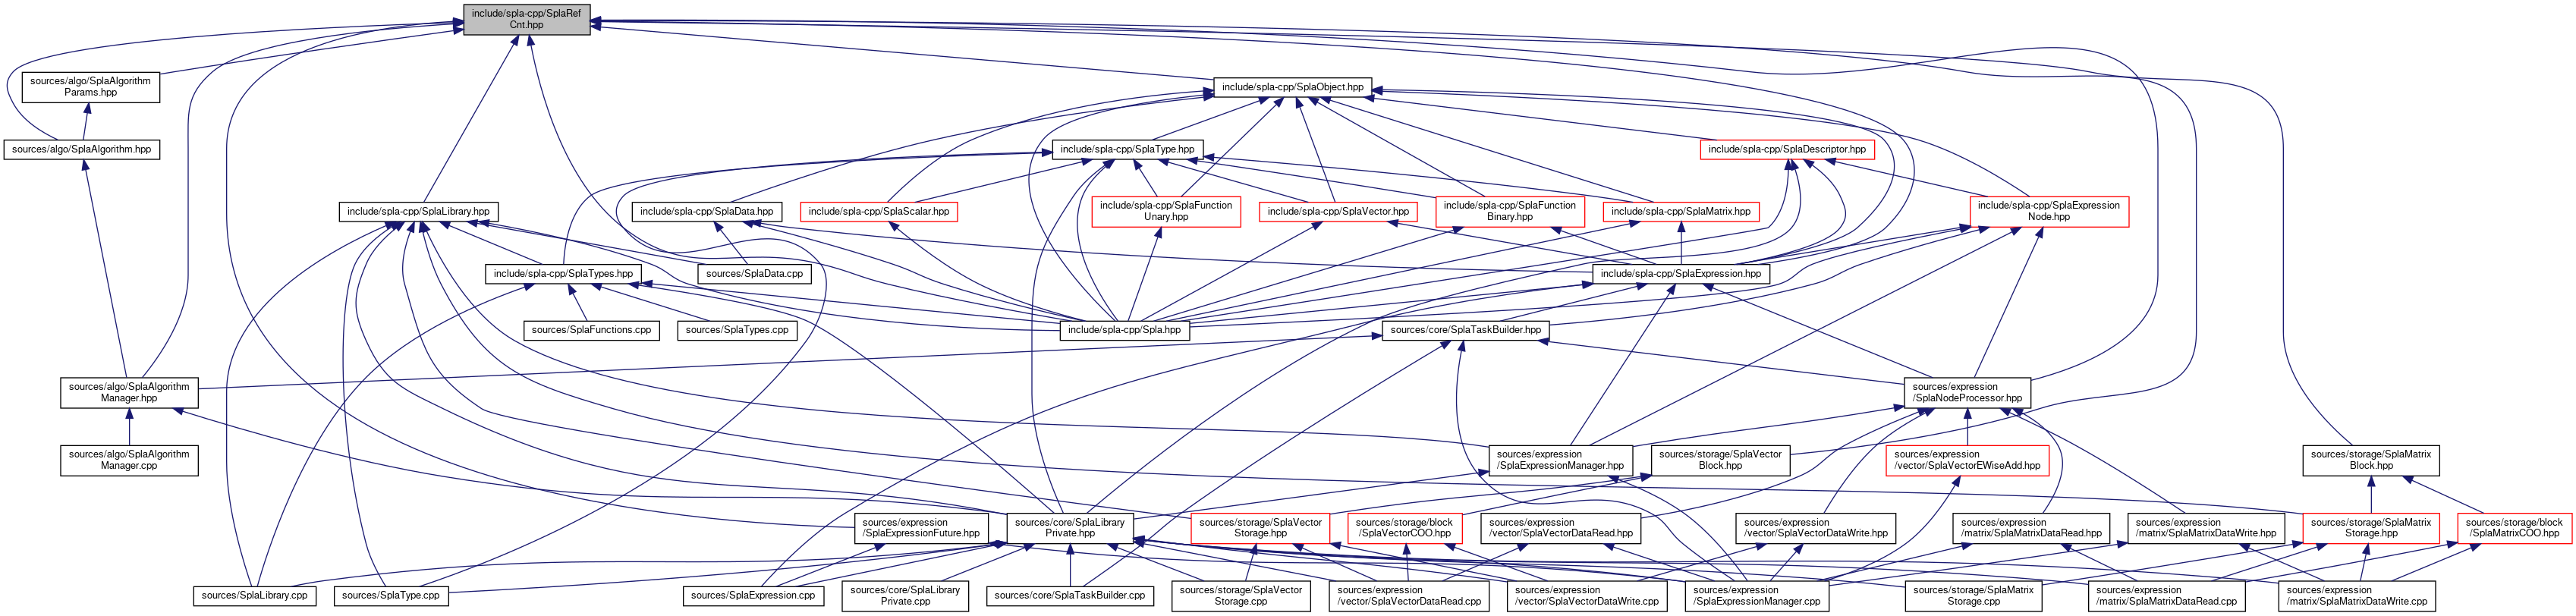 include/spla-cpp/SplaRef
Cnt.hpp
sources/algo/SplaAlgorithm
Params.hpp
include/spla-cpp/SplaObject.hpp
sources/algo/SplaAlgorithm.hpp
include/spla-cpp/SplaType.hpp
include/spla-cpp/SplaDescriptor.hpp
include/spla-cpp/SplaLibrary.hpp
include/spla-cpp/SplaData.hpp
include/spla-cpp/SplaScalar.hpp
include/spla-cpp/SplaFunction
Unary.hpp
include/spla-cpp/SplaVector.hpp
include/spla-cpp/SplaFunction
Binary.hpp
include/spla-cpp/SplaMatrix.hpp
include/spla-cpp/SplaExpression
Node.hpp
include/spla-cpp/SplaTypes.hpp
sources/SplaData.cpp
include/spla-cpp/SplaExpression.hpp
sources/SplaFunctions.cpp
sources/SplaTypes.cpp
include/spla-cpp/Spla.hpp
sources/core/SplaTaskBuilder.hpp
sources/algo/SplaAlgorithm
Manager.hpp
sources/expression
/SplaNodeProcessor.hpp
sources/algo/SplaAlgorithm
Manager.cpp
sources/expression
/SplaExpressionManager.hpp
sources/storage/SplaVector
Block.hpp
sources/expression
/vector/SplaVectorEWiseAdd.hpp
sources/storage/SplaMatrix
Block.hpp
sources/expression
/SplaExpressionFuture.hpp
sources/core/SplaLibrary
Private.hpp
sources/storage/SplaVector
Storage.hpp
sources/storage/block
/SplaVectorCOO.hpp
sources/expression
/vector/SplaVectorDataRead.hpp
sources/expression
/vector/SplaVectorDataWrite.hpp
sources/expression
/matrix/SplaMatrixDataRead.hpp
sources/expression
/matrix/SplaMatrixDataWrite.hpp
sources/storage/SplaMatrix
Storage.hpp
sources/storage/block
/SplaMatrixCOO.hpp
sources/SplaLibrary.cpp
sources/SplaType.cpp
sources/SplaExpression.cpp
sources/core/SplaLibrary
Private.cpp
sources/core/SplaTaskBuilder.cpp
sources/storage/SplaVector
Storage.cpp
sources/expression
/vector/SplaVectorDataRead.cpp
sources/expression
/vector/SplaVectorDataWrite.cpp
sources/expression
/SplaExpressionManager.cpp
sources/storage/SplaMatrix
Storage.cpp
sources/expression
/matrix/SplaMatrixDataRead.cpp
sources/expression
/matrix/SplaMatrixDataWrite.cpp